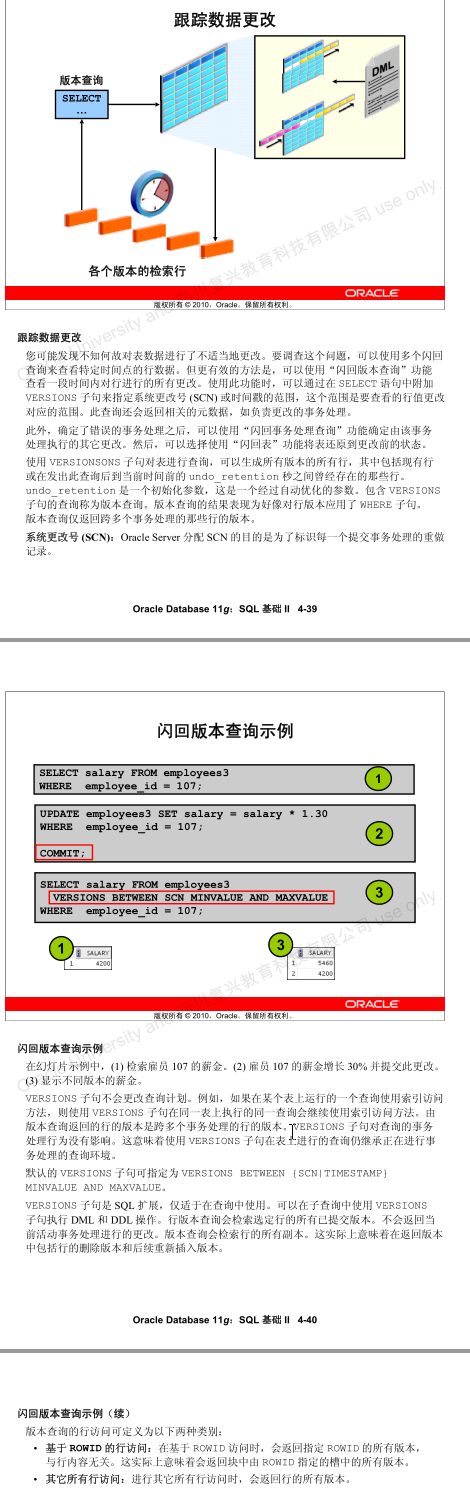 跟踪数据更改
版本查询
SELECT
...
DML
各个版本的检索行
ORACLE
版权所有 © 2010，Oracle。保留所有权利。
跟踪数据更改
您可能发现不知何故对表数据进行了不适当地更改。要调查这个问题，可以使用多个闪回
查询来查看特定时间点的行数据。但更有效的方法是，可以使用“闪回版本查询”功能
查看一段时间内对行进行的所有更改。使用此功能时，可以通过在 SELECT 语句中附加
VERSIONS 子句来指定系统更改号 (SCN) 或时间戳的范围，这个范围是要查看的行值更改
对应的范围。此查询还会返回相关的元数据，如负责更改的事务处理。
此外，确定了错误的事务处理之后，可以使用“闪回事务处理查询”功能确定由该事务
处理执行的其它更改。然后，可以选择使用“闪回表”功能将表还原到更改前的状态。
使用 VERSIONSONS 子句对表进行查询，可以生成所有版本的所有行，其中包括现有行
或在发出此查询后到当前时间前的 undo_retention 秒之间曾经存在的那些行。
undo_retention 是一个初始化参数，这是一个经过自动优化的参数。包含 VERSIONS
子句的查询称为版本查询。版本查询的结果表现为好像对行版本应用了 WHERE 子句。
版本查询仅返回跨多个事务处理的那些行的版本。
系统更改号 (SCN)：Oracle Server 分配 SCN 的目的是为了标识每一个提交事务处理的重做
记录。
Oracle Database 11g：SQL 基础 II 4-39
闪回版本查询示例
SELECT salary FROM employees3
WHERE employee_id = 107;
1
UPDATE employees3 SET salary = salary * 1.30
WHERE employee_id = 107;
2
COMMIT;
SELECT salary FROM employees3
VERSIONS BETWEEN SCN MINVALUE AND MAXVALUE
WHERE employee_id = 107;
3
1
SALARY
1 4200
3
SALARY
1 5460
2 4200
ORACLE
版权所有 © 2010，Oracle。保留所有权利。
闪回版本查询示例
在幻灯片示例中，(1) 检索雇员 107 的薪金。(2) 雇员 107 的薪金增长 30% 并提交此更改。
(3) 显示不同版本的薪金。
VERSIONS 子句不会更改查询计划。例如，如果在某个表上运行的一个查询使用索引访问
方法，则使用 VERSIONS 子句在同一表上执行的同一查询会继续使用索引访问方法。由
版本查询返回的行的版本是跨多个事务处理的行的版本。VERSIONS 子句对查询的事务
处理行为没有影响。这意味着使用 VERSIONS 子句在表上进行的查询仍继承正在进行事
务处理的查询环境。
默认的 VERSIONS 子句可指定为 VERSIONS BETWEEN {SCN|TIMESTAMP}
MINVALUE AND MAXVALUE。
VERSIONS 子句是 SQL 扩展，仅适于在查询中使用。可以在子查询中使用 VERSIONS
子句执行 DML 和 DDL 操作。行版本查询会检索选定行的所有已提交版本。不会返回当
前活动事务处理进行的更改。版本查询会检索行的所有副本。这实际上意味着在返回版本
中包括行的删除版本和后续重新插入版本。
Oracle Database 11g：SQL 基础 II 4-40
闪回版本查询示例（续）
版本查询的行访问可定义为以下两种类别：
• 基于 ROWID 的行访问：在基于 ROWID 访问时，会返回指定 ROWID 的所有版本，
与行内容无关。这实际上意味着会返回块中由 ROWID 指定的槽中的所有版本。
• 其它所有行访问：进行其它所有行访问时，会返回行的所有版本。